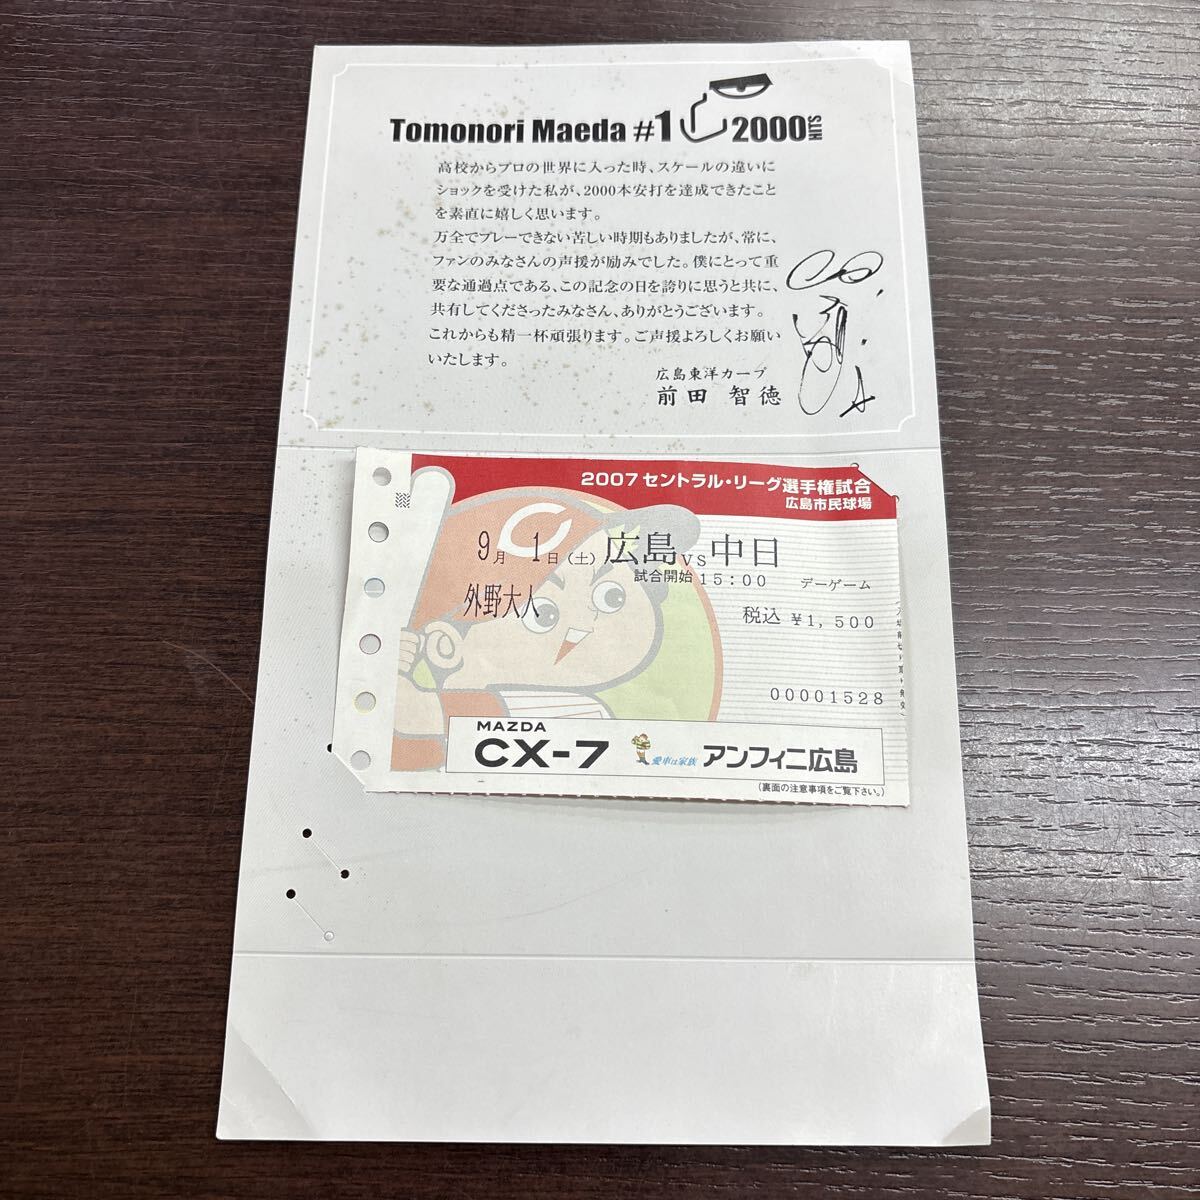 Tomonori Maeda #1 2000 HITS
高校からプロの世界に入った時、スケールの違いに
ショックを受けた私が、2000本安打を達成できたこと
を素直に嬉しく思います。
万全でプレーできない苦しい時期もありましたが、常に、
ファンのみなさんの声援が励みでした。僕にとって重
要な通過点である、この記念の日を誇りに思うと共に、
共有してくださったみなさん、ありがとうございます。
これからも精一杯頑張ります。ご声援よろしくお願い
いたします。
広島東洋カープ
前田 智徳
2007 セントラル・リーグ選手権試合
広島市民球場
9月 1日(土) 広島vs中日
試合開始 15:00 デーゲーム
外野大人
税込 ¥1,500
00001528
MAZDA
CX-7
愛車は家族 アンフィニ広島
(裏面の注意事項をご覧下さい。)